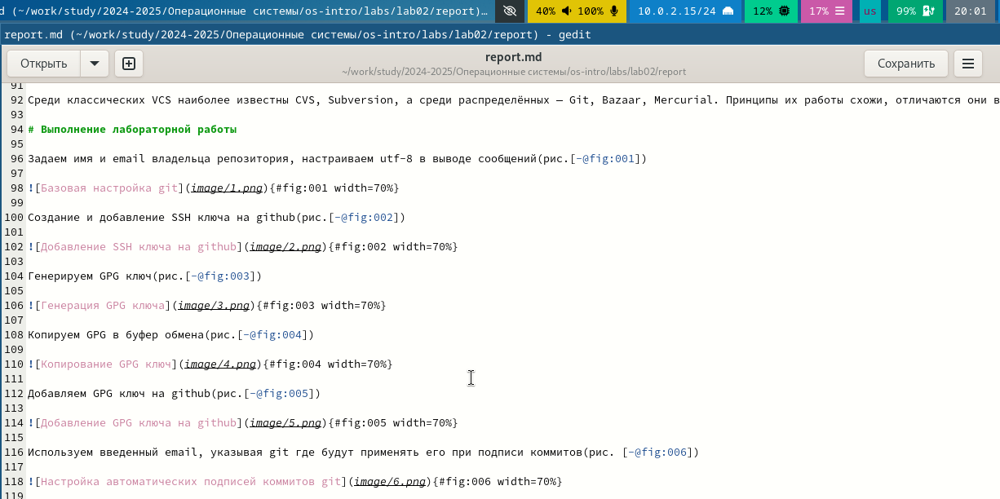 d (~/work/study/2024-2025/Операционные системы/os-intro/labs/lab02/report)… 40% 100% 10.0.2.15/24 12% 17% us 99% 20:01
report.md (~/work/study/2024-2025/Операционные системы/os-intro/labs/lab02/report) - gedit
Открыть report.md Сохранить
~/work/study/2024-2025/Операционные системы/os-intro/labs/lab02/report
91
92 Среди классических VCS наиболее известны CVS, Subversion, а среди распределённых — Git, Bazaar, Mercurial. Принципы их работы схожи, отличаются они в
93
94 # Выполнение лабораторной работы
95
96 Задаем имя и email владельца репозитория, настраиваем utf-8 в выводе сообщений(рис.[-@fig:001])
97
98 ![Базовая настройка git](image/1.png){#fig:001 width=70%}
99
100 Создание и добавление SSH ключа на github(рис.[-@fig:002])
101
102 ![Добавление SSH ключа на github](image/2.png){#fig:002 width=70%}
103
104 Генерируем GPG ключ(рис.[-@fig:003])
105
106 ![Генерация GPG ключа](image/3.png){#fig:003 width=70%}
107
108 Копируем GPG в буфер обмена(рис.[-@fig:004])
109
110 ![Копирование GPG ключ](image/4.png){#fig:004 width=70%}
111
112 Добавляем GPG ключ на github(рис.[-@fig:005])
113
114 ![Добавление GPG ключа на github](image/5.png){#fig:005 width=70%}
115
116 Используем введенный email, указывая git где будут применять его при подписи коммитов(рис. [-@fig:006])
117
118 ![Настройка автоматических подписей коммитов git](image/6.png){#fig:006 width=70%}
119